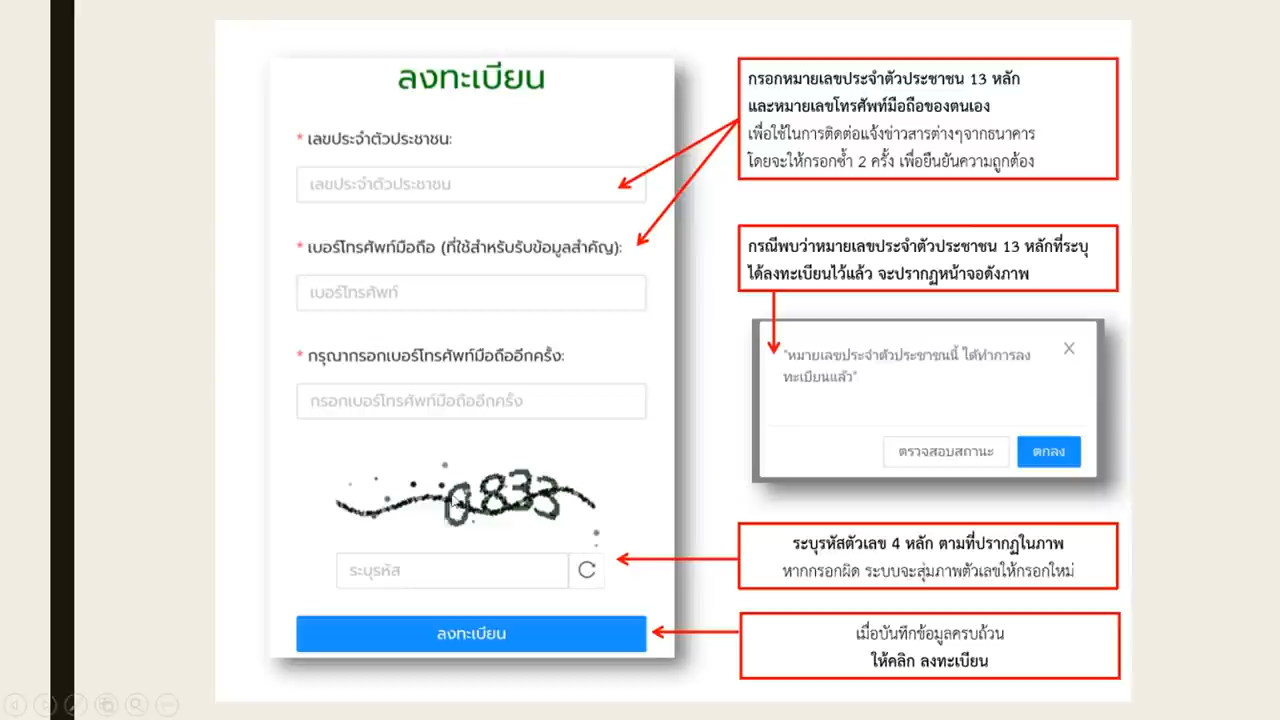 ลงทะเบียน
* เลขประจำตัวประชาชน:
เลขประจำตัวประชาชน
* เบอร์โทรศัพท์มือถือ (ที่ใช้สำหรับรับข้อมูลสำคัญ):
เบอร์โทรศัพท์
* กรุณากรอกเบอร์โทรศัพท์มือถืออีกครั้ง:
กรอกเบอร์โทรศัพท์มือถืออีกครั้ง
0833
ระบุรหัส
ลงทะเบียน
กรอกหมายเลขประจำตัวประชาชน 13 หลัก
และหมายเลขโทรศัพท์มือถือของตนเอง
เพื่อใช้ในการติดต่อแจ้งข่าวสารต่างๆจากธนาคาร
โดยจะให้กรอกซ้ำ 2 ครั้ง เพื่อยืนยันความถูกต้อง
กรณีพบว่าหมายเลขประจำตัวประชาชน 13 หลักที่ระบุ
ได้ลงทะเบียนไว้แล้ว จะปรากฏหน้าจอดังภาพ
"หมายเลขประจำตัวประชาชนนี้ ได้ทำการลง
ทะเบียนแล้ว"
ตรวจสอบสถานะ
ตกลง
ระบุรหัสตัวเลข 4 หลัก ตามที่ปรากฏในภาพ
หากกรอกผิด ระบบจะสุ่มภาพตัวเลขให้กรอกใหม่
เมื่อบันทึกข้อมูลครบถ้วน
ให้คลิก ลงทะเบียน